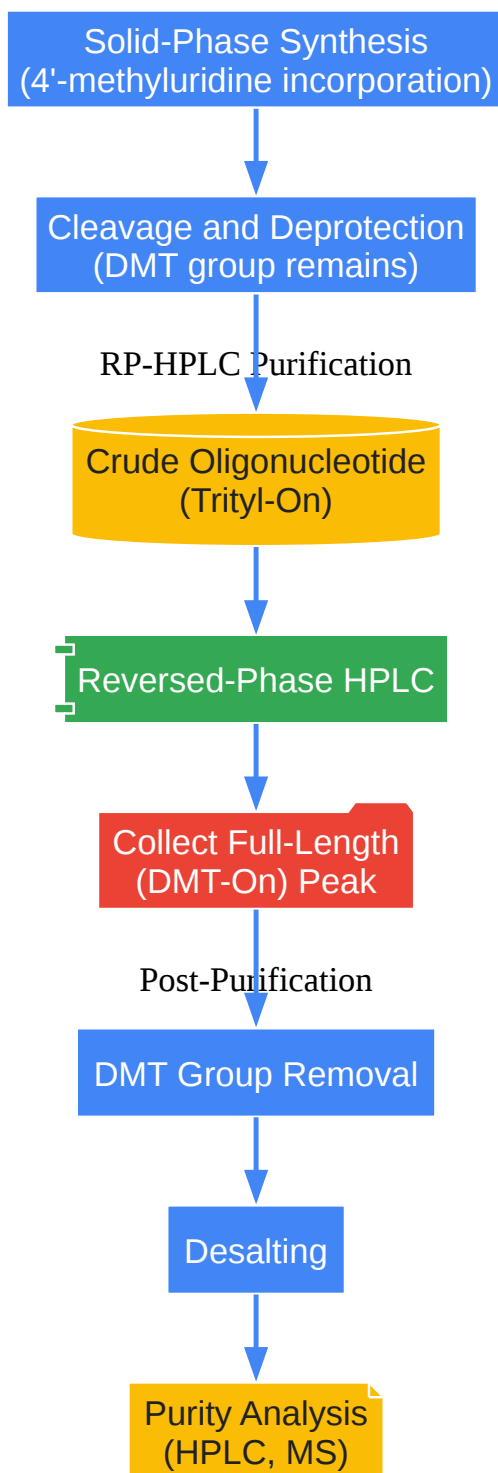 Solid-Phase Synthesis
(4'-methyluridine incorporation)
Cleavage and Deprotection
(DMT group remains)
RP-HPLC Purification
Crude Oligonucleotide
(Trityl-On)
Reversed-Phase HPLC
Collect Full-Length
(DMT-On) Peak
Post-Purification
DMT Group Removal
Desalting
Purity Analysis
(HPLC, MS)